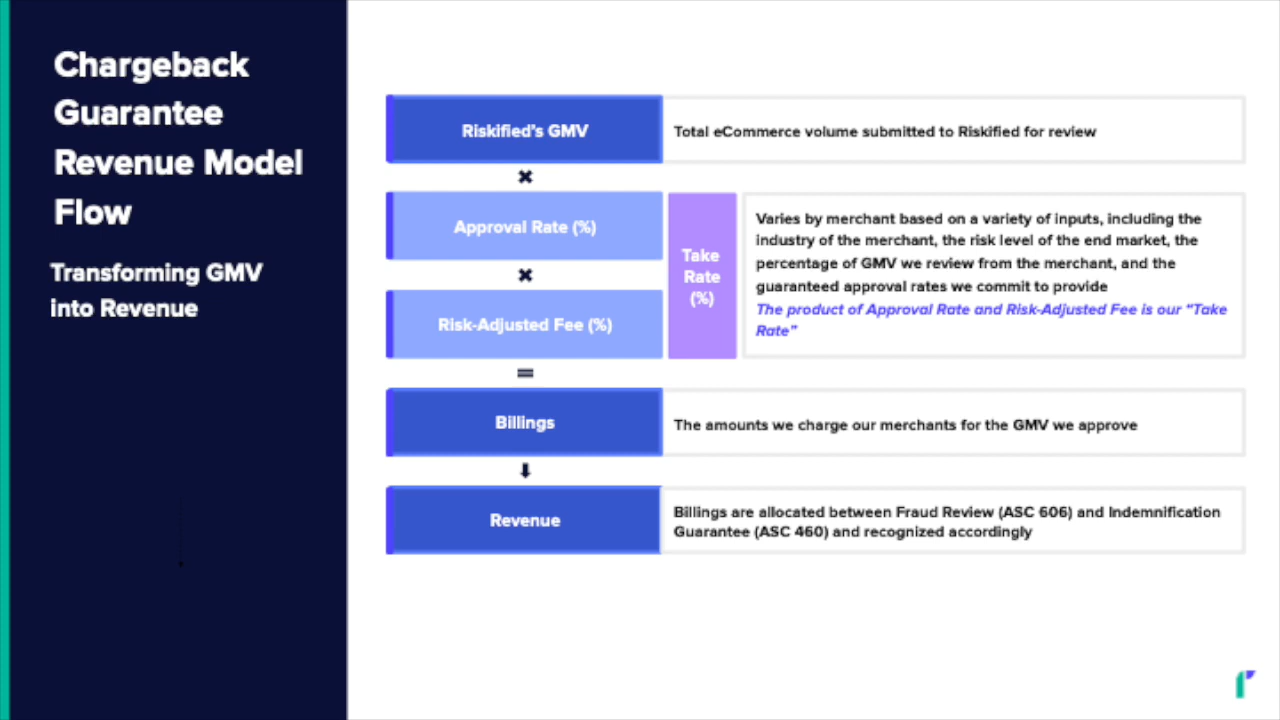 Chargeback
Guarantee
Revenue Model
Flow
Transforming GMV
into Revenue
Riskified's GMV
Total eCommerce volume submitted to Riskified for review
Approval Rate (%)
Risk-Adjusted Fee (%)
Take
Rate
(%)
Varies by merchant based on a variety of inputs, including the
industry of the merchant, the risk level of the end market, the
percentage of GMV we review from the merchant, and the
guaranteed approval rates we commit to provide
The product of Approval Rate and Risk-Adjusted Fee is our “Take
Rate”
Billings
The amounts we charge our merchants for the GMV we approve
Revenue
Billings are allocated between Fraud Review (ASC 606) and Indemnification
Guarantee (ASC 460) and recognized accordingly